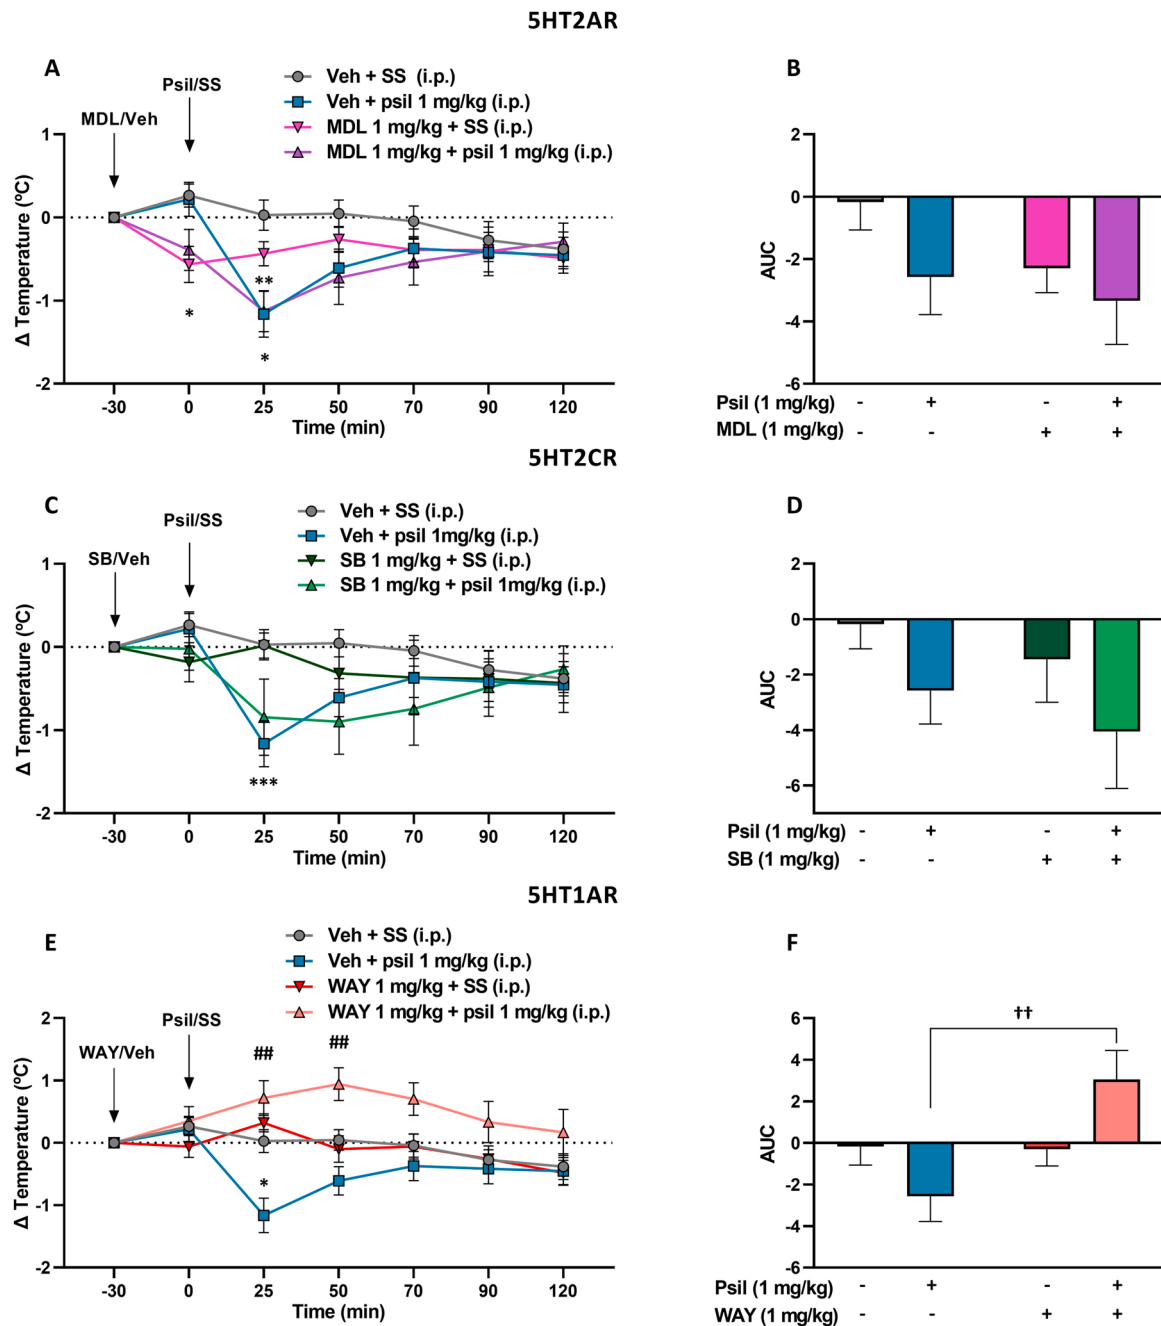 5HT2AR
A
Psil/SS
MDL/Veh
Veh + SS (i.p.)
Veh + psil 1 mg/kg (i.p.)
MDL 1 mg/kg + SS (i.p.)
MDL 1 mg/kg + psil 1 mg/kg (i.p.)
Δ Temperature (ºC)
1
0
-1
-2
**
*
*
-30 0 25 50 70 90 120
Time (min)
B
AUC
2
0
-2
-4
-6
Psil (1 mg/kg) - + - +
MDL (1 mg/kg) - - + +
5HT2CR
C
Psil/SS
SB/Veh
Veh + SS (i.p.)
Veh + psil 1mg/kg (i.p.)
SB 1 mg/kg + SS (i.p.)
SB 1 mg/kg + psil 1mg/kg (i.p.)
Δ Temperature (ºC)
1
0
-1
-2
***
-30 0 25 50 70 90 120
Time (min)
D
AUC
2
0
-2
-4
-6
Psil (1 mg/kg) - + - +
SB (1 mg/kg) - - + +
5HT1AR
E
Psil/SS
WAY/Veh
Veh + SS (i.p.)
Veh + psil 1 mg/kg (i.p.)
WAY 1 mg/kg + SS (i.p.)
WAY 1 mg/kg + psil 1 mg/kg (i.p.)
Δ Temperature (ºC)
2
1
0
-1
-2
## ##
*
-30 0 25 50 70 90 120
Time (min)
F
AUC
6
4
2
0
-2
-4
-6
††
Psil (1 mg/kg) - + - +
WAY (1 mg/kg) - - + +